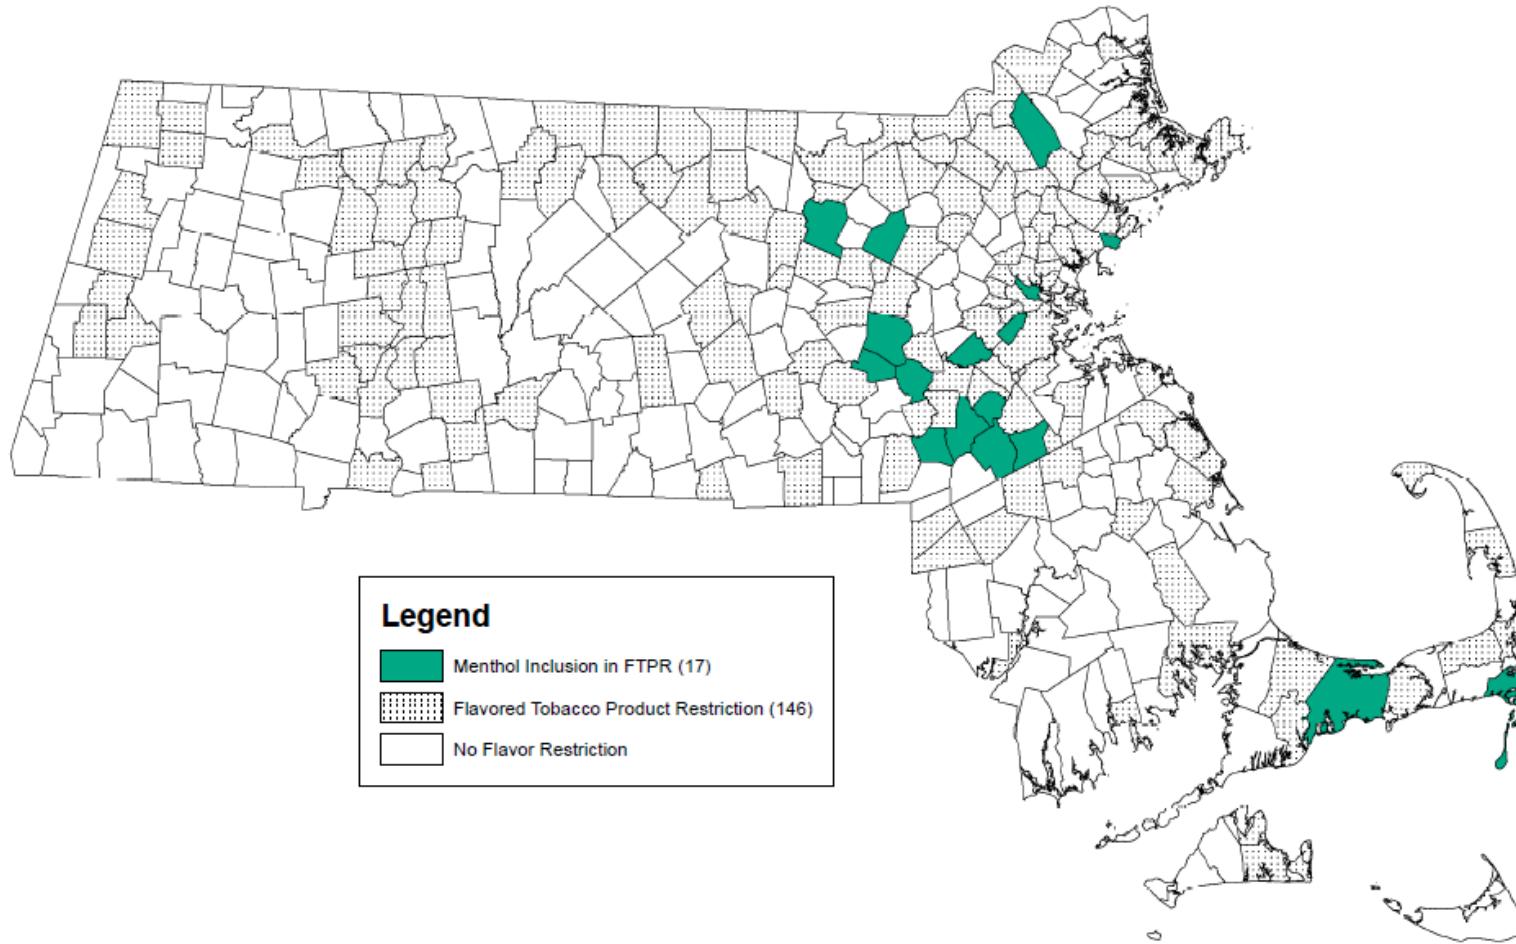 Legend
Menthol Inclusion in FTPR (17)
Flavored Tobacco Product Restriction (146)
No Flavor Restriction